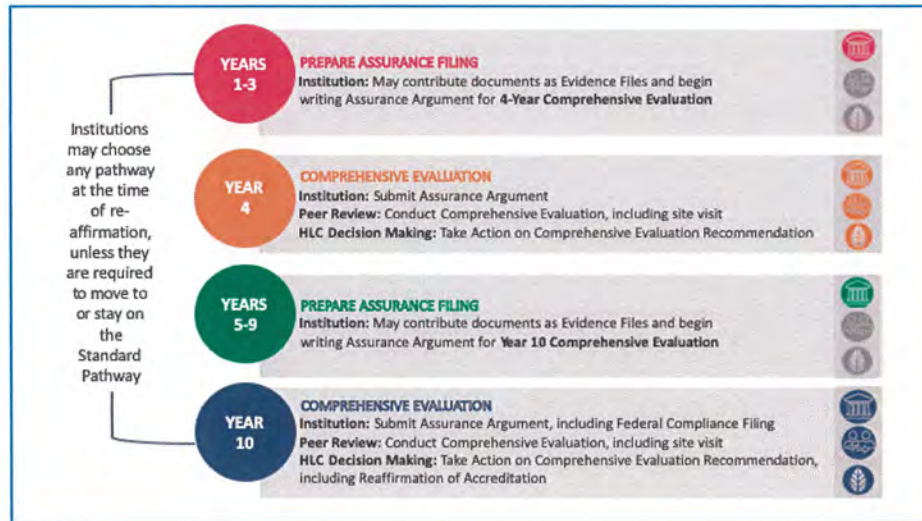 Institutions
may choose
any pathway
at the time
of re-
affirmation,
unless they
are required
to move to
or stay on
the
Standard
Pathway
YEARS
1-3
PREPARE ASSURANCE FILING
Institution: May contribute documents as Evidence Files and begin
writing Assurance Argument for 4-Year Comprehensive Evaluation
YEAR
4
COMPREHENSIVE EVALUATION
Institution: Submit Assurance Argument
Peer Review: Conduct Comprehensive Evaluation, including site visit
HLC Decision Making: Take Action on Comprehensive Evaluation Recommendation
YEARS
5-9
PREPARE ASSURANCE FILING
Institution: May contribute documents as Evidence Files and begin
writing Assurance Argument for Year 10 Comprehensive Evaluation
YEAR
10
COMPREHENSIVE EVALUATION
Institution: Submit Assurance Argument, including Federal Compliance Filing
Peer Review: Conduct Comprehensive Evaluation, including site visit
HLC Decision Making: Take Action on Comprehensive Evaluation Recommendation,
including Reaffirmation of Accreditation